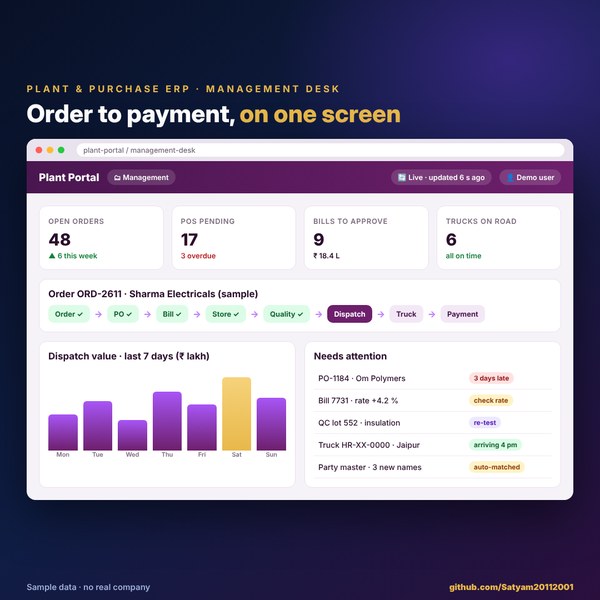 PLANT & PURCHASE ERP · MANAGEMENT DESK
Order to payment, on one screen
plant-portal / management-desk
Plant Portal
🗂 Management
🔄 Live · updated 6 s ago
👤 Demo user
OPEN ORDERS
48
▲ 6 this week
POS PENDING
17
3 overdue
BILLS TO APPROVE
9
₹ 18.4 L
TRUCKS ON ROAD
6
all on time
Order ORD-2611 · Sharma Electricals (sample)
Order ✓ → PO ✓ → Bill ✓ → Store ✓ → Quality ✓ → Dispatch → Truck → Payment
Dispatch value · last 7 days (₹ lakh)
Mon Tue Wed Thu Fri Sat Sun
Needs attention
PO-1184 · Om Polymers 3 days late
Bill 7731 · rate +4.2 % check rate
QC lot 552 · insulation re-test
Truck HR-XX-0000 · Jaipur arriving 4 pm
Party master · 3 new names auto-matched
Sample data · no real company
github.com/Satyam20112001